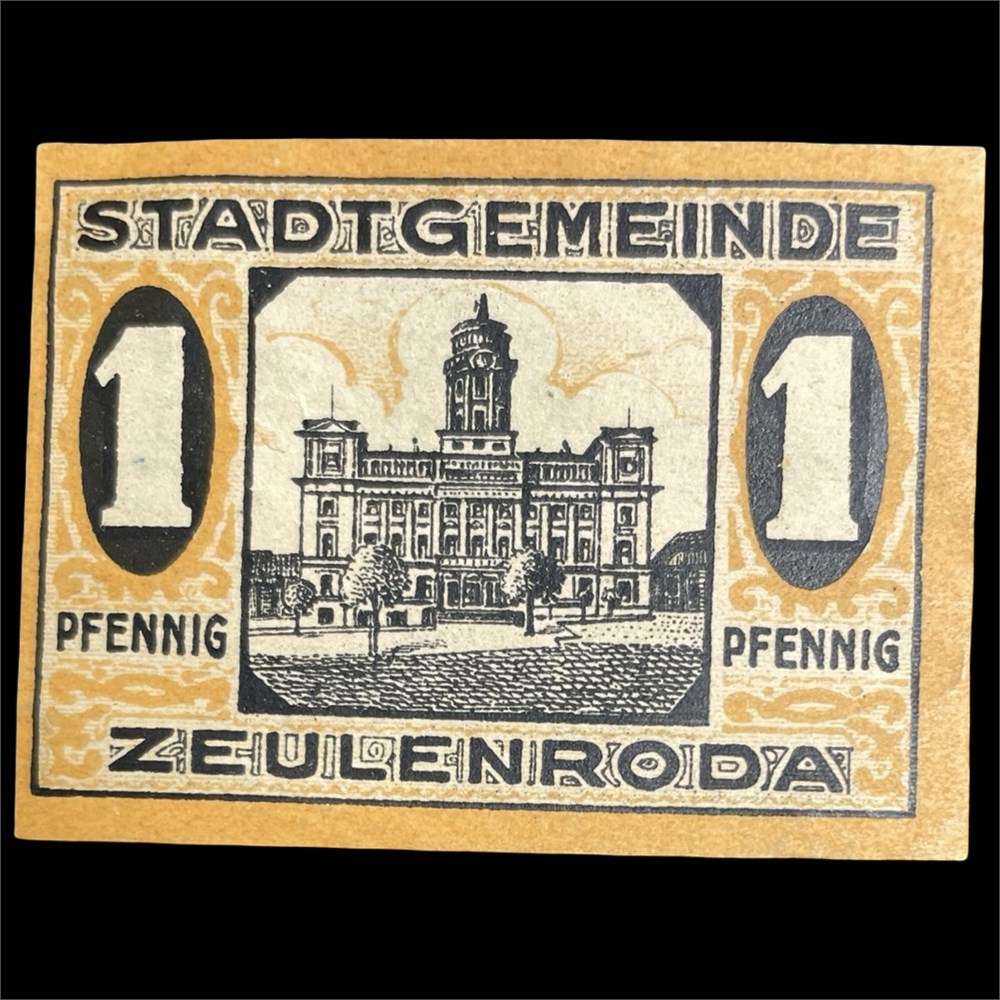 STADTGEMEINDE
1 1
PFENNIG PFENNIG
ZEULENRODA